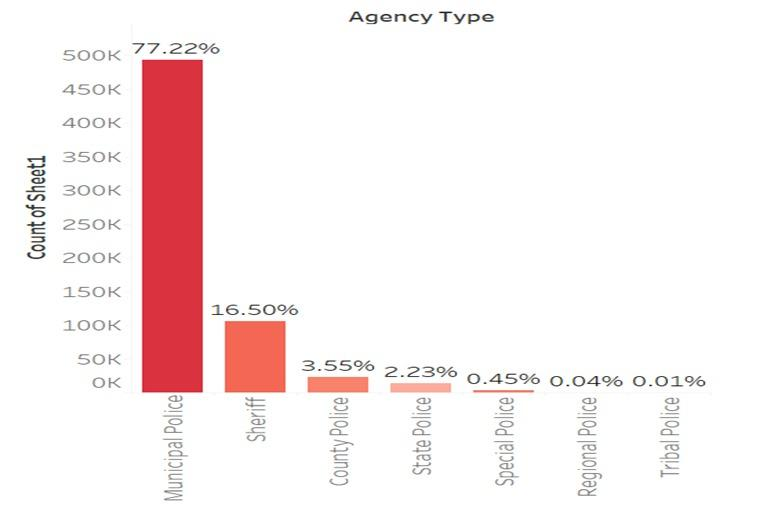 Agency Type
Count of Sheet1
500K
450K
400K
350K
300K
250K
200K
150K
100K
50K
0K
77.22%
16.50%
3.55%
2.23%
0.45%
0.04%
0.01%
Municipal Police
Sheriff
County Police
State Police
Special Police
Regional Police
Tribal Police